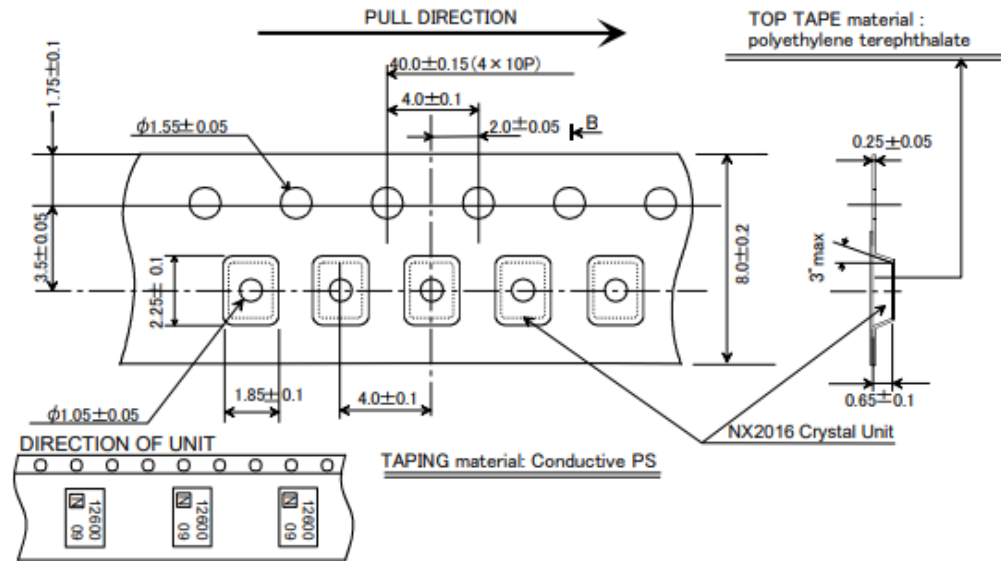 PULL DIRECTION
TOP TAPE material :
polyethylene terephthalate
1.75±0.1
40.0±0.15(4×10P)
4.0±0.1
φ1.55±0.05
2.0±0.05
B
0.25±0.05
3.5±0.05
2.25±0.1
8.0±0.2
3°max
φ1.05±0.05
1.85±0.1
4.0±0.1
0.65±0.1
NX2016 Crystal Unit
DIRECTION OF UNIT
TAPING material: Conductive PS
12600
N 09
12600
N 09
12600
N 09